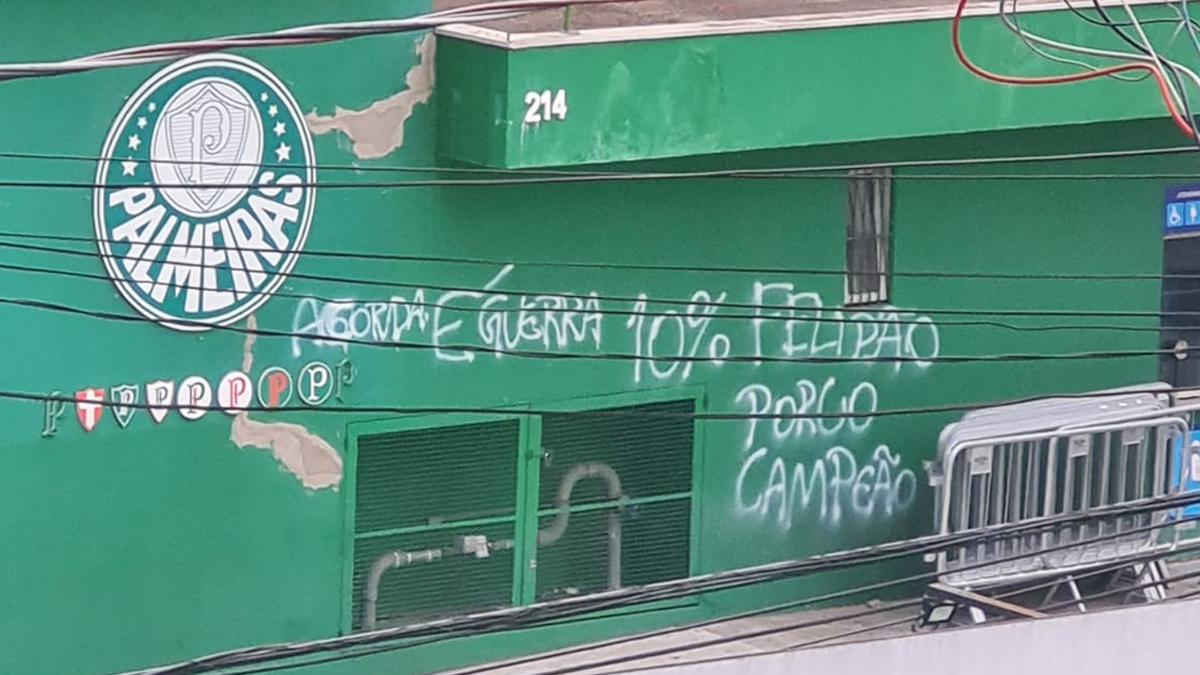 214
P
PALMEIRAS
AGORA É GUERRA 10% FELIPÃO
P P P P P P P P
PORCO
CAMPEÃO